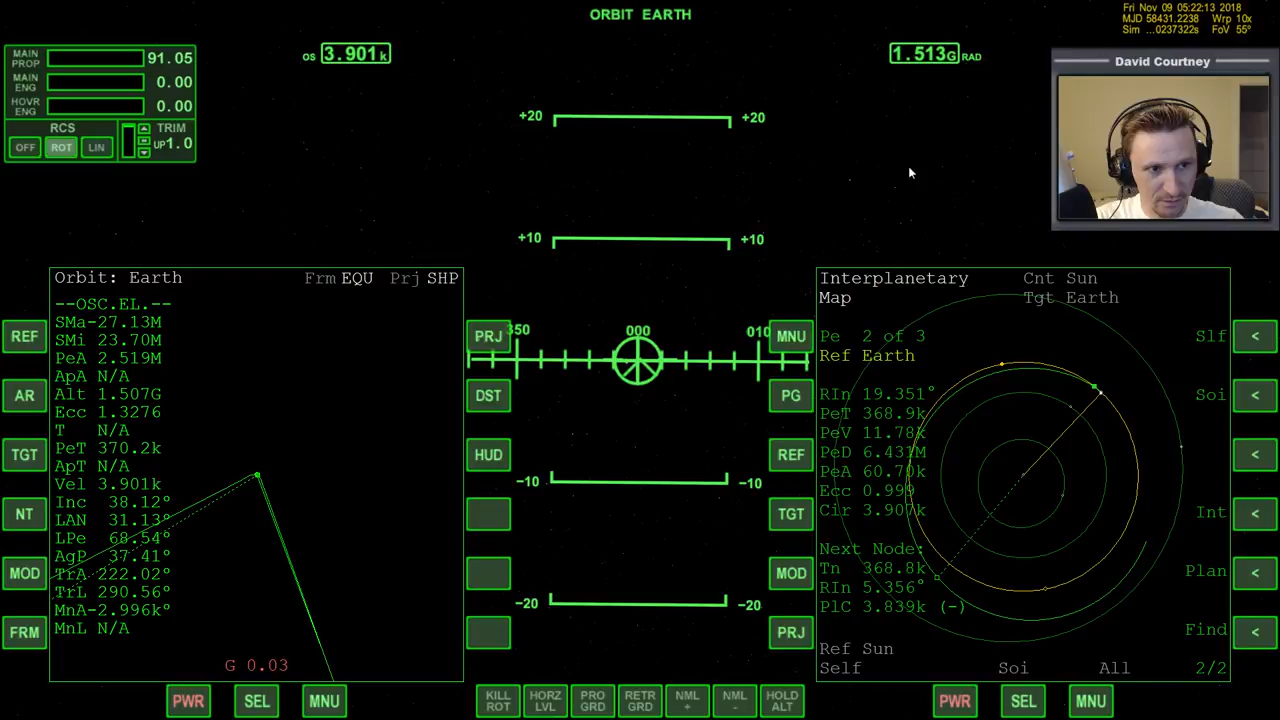 ORBIT EARTH
Fri Nov 09 05:22:13 2018
MJD 58431.2238 Wrp 10x
Sim ...0237322s FoV 55°
MAIN PROP 91.05
MAIN ENG 0.00
HOVR ENG 0.00
RCS
OFF ROT LIN
TRIM
UP 1.0
OS 3.901k
1.513G RAD
David Courtney
+20 +20
+10 +10
350 000 010
-10 -10
-20 -20
Orbit: Earth Frm EQU Prj SHP
--OSC.EL.--
SMa-27.13M
SMi 23.70M
PeA 2.519M
ApA N/A
Alt 1.507G
Ecc 1.3276
T N/A
PeT 370.2k
ApT N/A
Vel 3.901k
Inc 38.12°
LAN 31.13°
LPe 68.54°
AgP 37.41°
TrA 222.02°
TrL 290.56°
MnA-2.996k°
MnL N/A
G 0.03
REF
AR
TGT
NT
MOD
FRM
PRJ
DST
HUD
PWR SEL MNU
KILL ROT
HORZ LVL
PRO GRD
RETR GRD
NML +
NML -
HOLD ALT
MNU
PG
REF
TGT
MOD
PRJ
Interplanetary Cnt Sun
Map Tgt Earth
Pe 2 of 3 Slf <
Ref Earth
RIn 19.351° Soi <
PeT 368.9k
PeV 11.78k
PeD 6.431M <
PeA 60.70k
Ecc 0.999
Cir 3.907k Int <
Next Node:
Tn 368.8k Plan <
RIn 5.356°
PlC 3.839k (-)
Find <
Ref Sun
Self Soi All 2/2
PWR SEL MNU